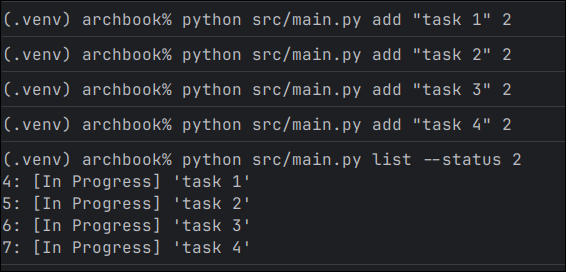 (.venv) archbook% python src/main.py add "task 1" 2
(.venv) archbook% python src/main.py add "task 2" 2
(.venv) archbook% python src/main.py add "task 3" 2
(.venv) archbook% python src/main.py add "task 4" 2
(.venv) archbook% python src/main.py list --status 2
4: [In Progress] 'task 1'
5: [In Progress] 'task 2'
6: [In Progress] 'task 3'
7: [In Progress] 'task 4'